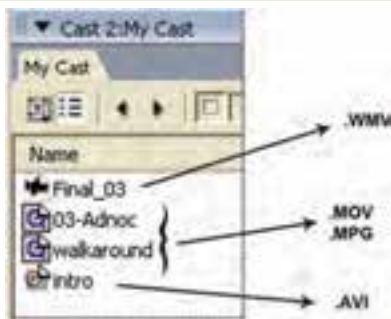 Cast 2:My Cast
My Cast
Name
Final_03
.WMV
03-Adnoc
walkaround
.MOV
.MPG
intro
.AVI